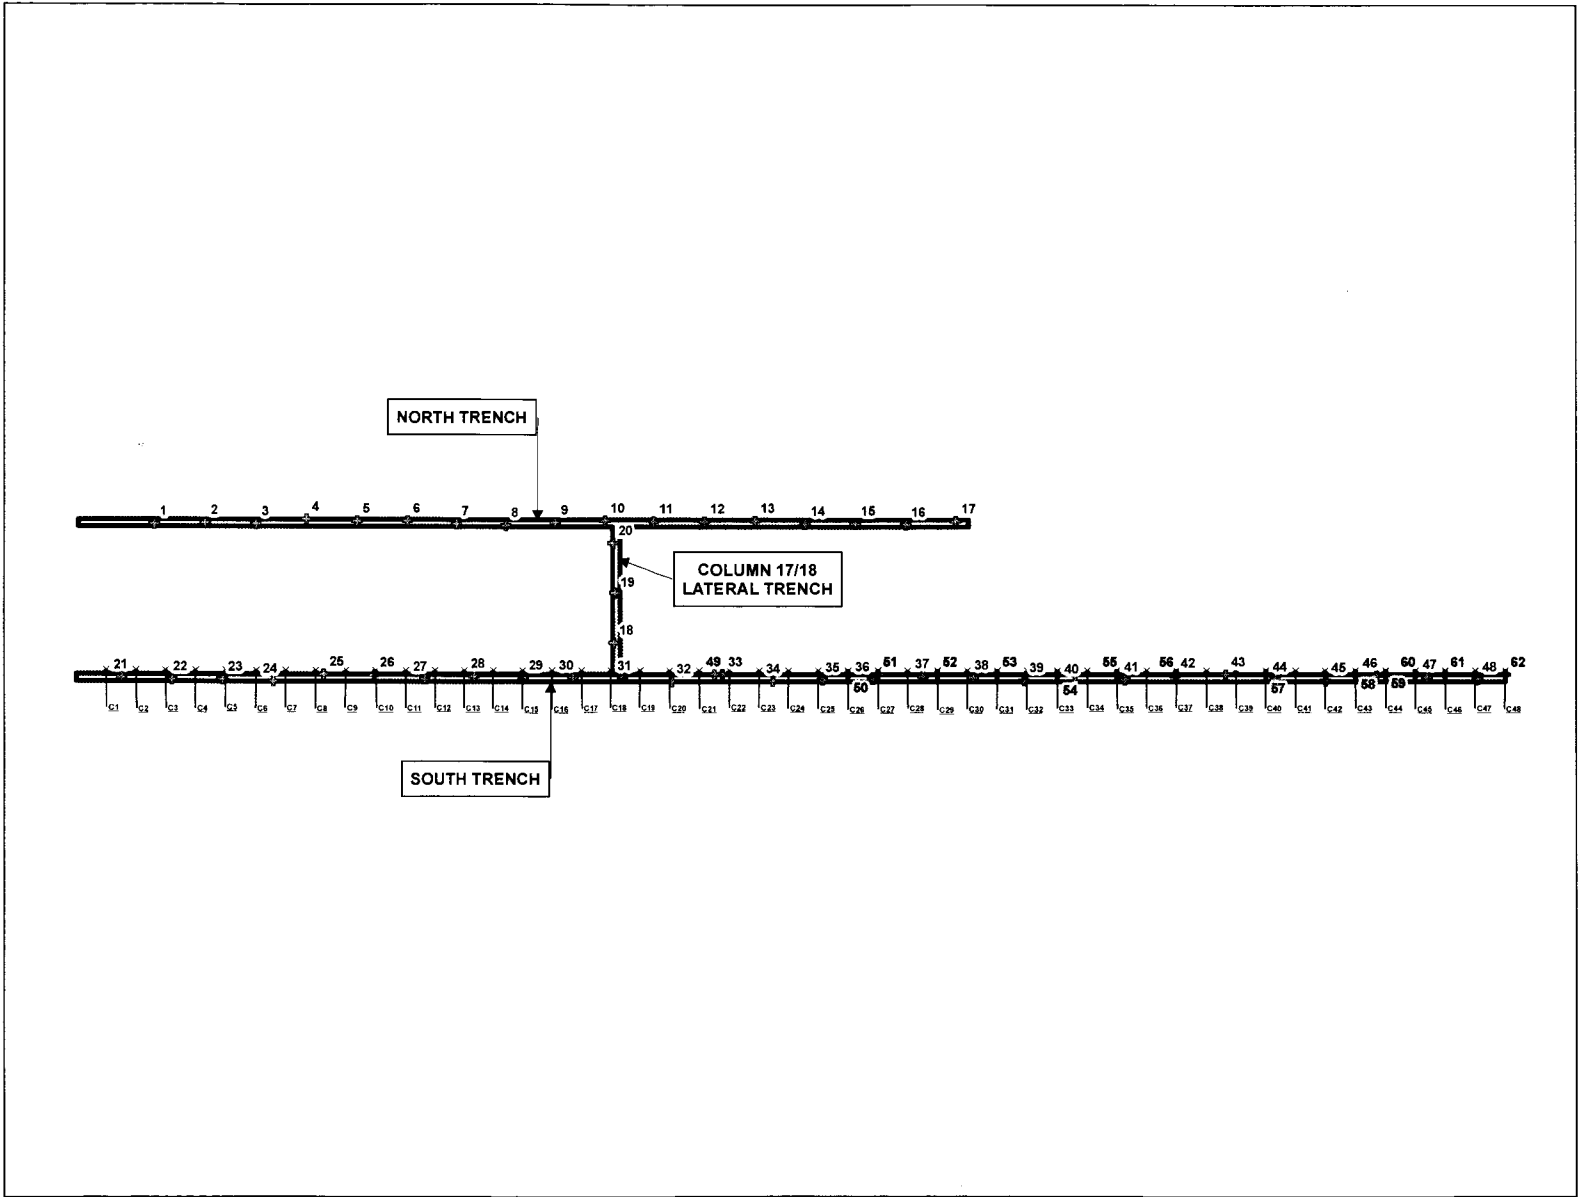 NORTH TRENCH
1 2 3 4 5 6 7 8 9 10 11 12 13 14 15 16 17
20
COLUMN 17/18
LATERAL TRENCH
19
18
21 22 23 24 25 26 27 28 29 30 31 32 49 33 34 35 36 51 37 52 38 53 39 40 55 41 56 42 43 44 45 46 60 47 61 48 62
50 54 57 58 59
C1 C2 C3 C4 C5 C6 C7 C8 C9 C10 C11 C12 C13 C14 C15 C16 C17 C18 C19 C20 C21 C22 C23 C24 C25 C26 C27 C28 C29 C30 C31 C32 C33 C34 C35 C36 C37 C38 C39 C40 C41 C42 C43 C44 C45 C46 C47 C48
SOUTH TRENCH